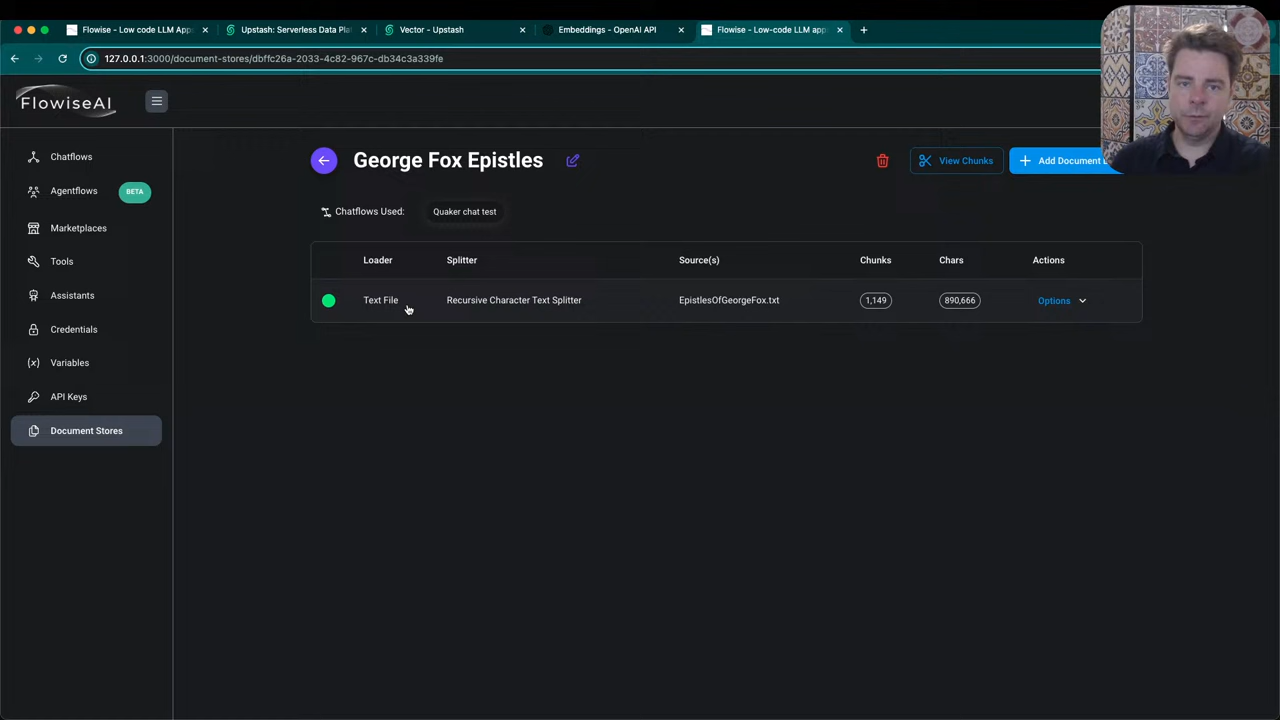 Flowise - Low code LLM Apps
Upstash: Serverless Data Pla
Vector - Upstash
Embeddings - OpenAI API
Flowise - Low-code LLM app
127.0.0.1:3000/document-stores/dbffc26a-2033-4c82-967c-db34c3a339fe
FlowiseAI
Chatflows
Agentflows BETA
Marketplaces
Tools
Assistants
Credentials
Variables
API Keys
Document Stores
George Fox Epistles
View Chunks
Add Document
Chatflows Used: Quaker chat test
Loader Splitter Source(s) Chunks Chars Actions
Text File Recursive Character Text Splitter EpistlesOfGeorgeFox.txt 1,149 890,666 Options